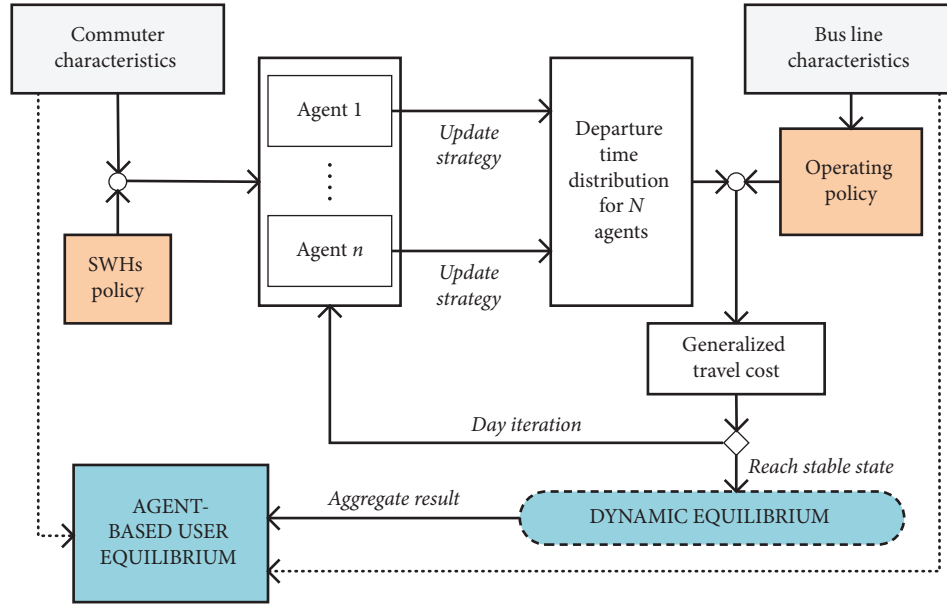 Commuter
characteristics
Bus line
characteristics
Agent 1
Update
strategy
Departure
time
distribution
for N
agents
Operating
policy
Agent n
Update
strategy
SWHs
policy
Generalized
travel cost
Day iteration
Reach stable state
AGENT-
BASED USER
EQUILIBRIUM
Aggregate result
DYNAMIC EQUILIBRIUM